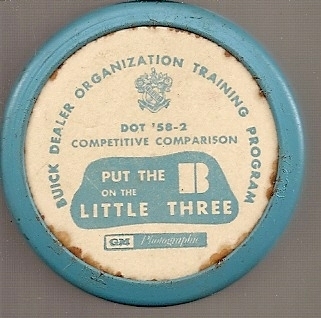 BUICK DEALER ORGANIZATION TRAINING PROGRAM
DOT '58-2
COMPETITIVE COMPARISON
PUT THE B
ON THE
LITTLE THREE
GM Photographic